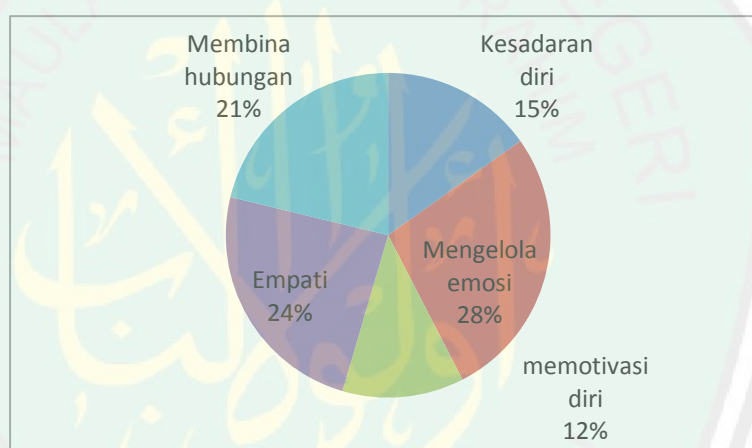 Membina
hubungan
21%
Kesadaran
diri
15%
Mengelola
emosi
28%
Empati
24%
memotivasi
diri
12%